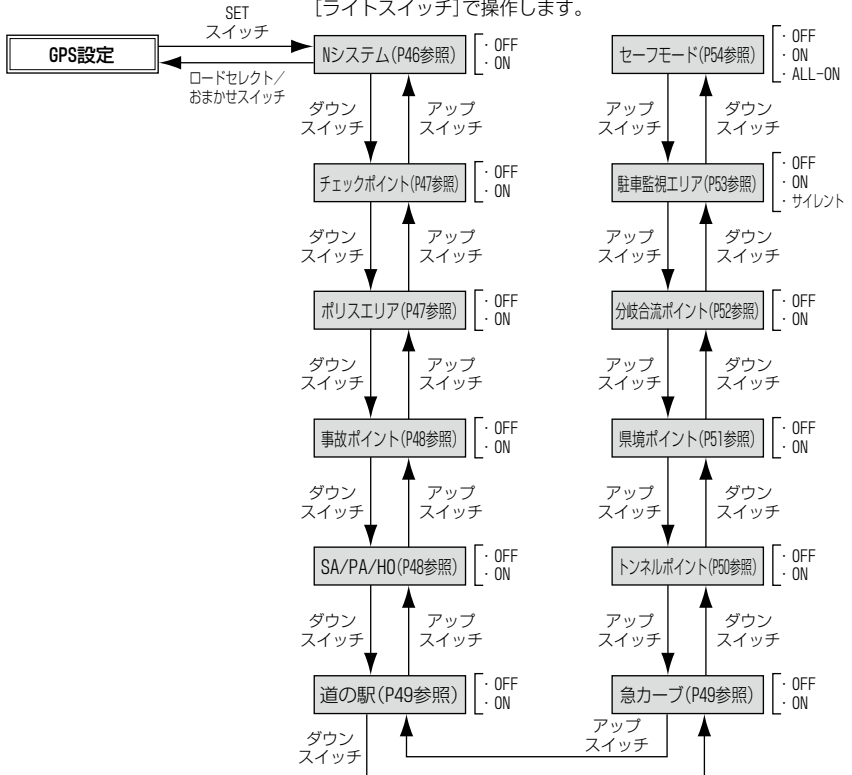 [ライトスイッチ]で操作します。
SET
スイッチ
GPS設定
ロードセレクト／
おまかせスイッチ
Nシステム(P46参照)
・OFF
・ON
ダウン
スイッチ
アップ
スイッチ
チェックポイント(P47参照)
・OFF
・ON
ダウン
スイッチ
アップ
スイッチ
ポリスエリア(P47参照)
・OFF
・ON
ダウン
スイッチ
アップ
スイッチ
事故ポイント(P48参照)
・OFF
・ON
ダウン
スイッチ
アップ
スイッチ
SA/PA/HO(P48参照)
・OFF
・ON
ダウン
スイッチ
アップ
スイッチ
道の駅(P49参照)
・OFF
・ON
ダウン
スイッチ
アップ
スイッチ
セーフモード(P54参照)
・OFF
・ON
・ALL-ON
アップ
スイッチ
ダウン
スイッチ
駐車監視エリア(P53参照)
・OFF
・ON
・サイレント
アップ
スイッチ
ダウン
スイッチ
分岐合流ポイント(P52参照)
・OFF
・ON
アップ
スイッチ
ダウン
スイッチ
県境ポイント(P51参照)
・OFF
・ON
アップ
スイッチ
ダウン
スイッチ
トンネルポイント(P50参照)
・OFF
・ON
アップ
スイッチ
ダウン
スイッチ
急カーブ(P49参照)
・OFF
・ON